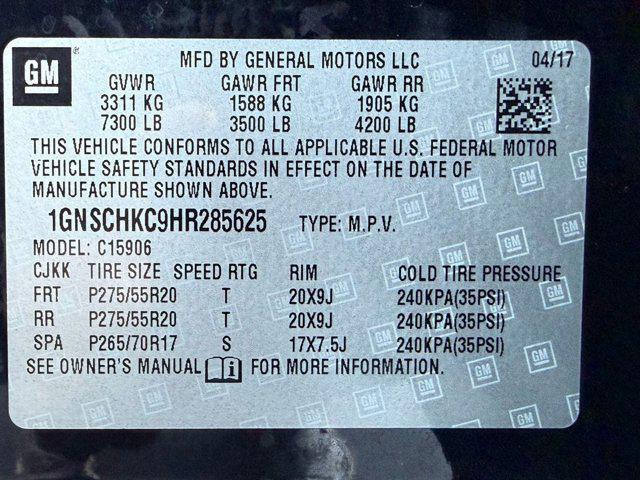 GM
MFD BY GENERAL MOTORS LLC 04/17
GVWR GAWR FRT GAWR RR
3311 KG 1588 KG 1905 KG
7300 LB 3500 LB 4200 LB
THIS VEHICLE CONFORMS TO ALL APPLICABLE U.S. FEDERAL MOTOR
VEHICLE SAFETY STANDARDS IN EFFECT ON THE DATE OF
MANUFACTURE SHOWN ABOVE.
1GNSCHKC9HR285625 TYPE: M.P.V.
MODEL: C15906
CJKK TIRE SIZE SPEED RTG RIM COLD TIRE PRESSURE
FRT P275/55R20 T 20X9J 240KPA(35PSI)
RR P275/55R20 T 20X9J 240KPA(35PSI)
SPA P265/70R17 S 17X7.5J 240KPA(35PSI)
SEE OWNER'S MANUAL i FOR MORE INFORMATION.